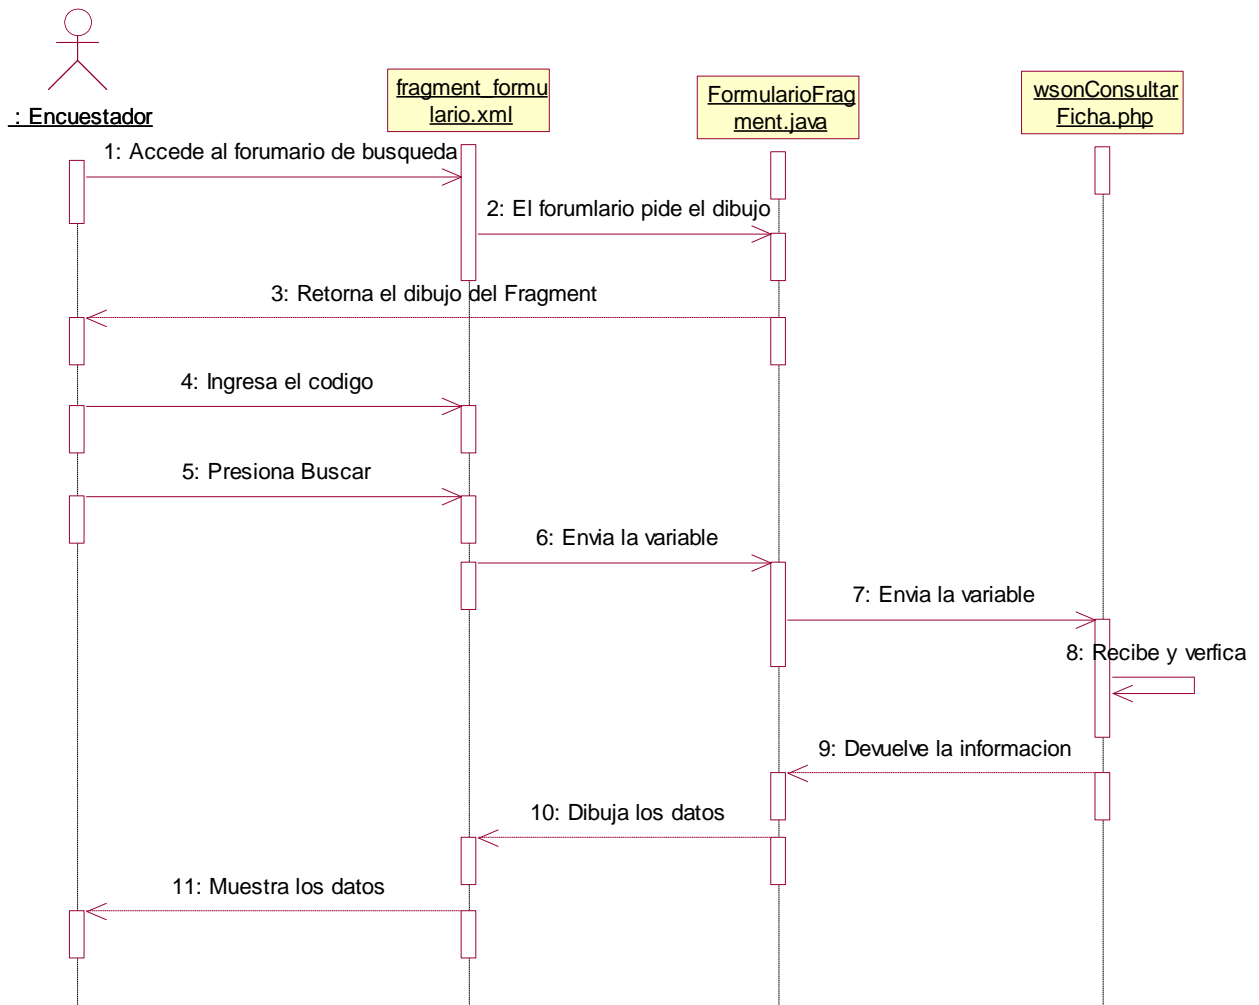 : Encuestador
fragment_formu
lario.xml
FormularioFrag
ment.java
wsonConsultar
Ficha.php
1: Accede al forumario de busqueda
2: El forumlario pide el dibujo
3: Retorna el dibujo del Fragment
4: Ingresa el codigo
5: Presiona Buscar
6: Envia la variable
7: Envia la variable
8: Recibe y verfica
9: Devuelve la informacion
10: Dibuja los datos
11: Muestra los datos